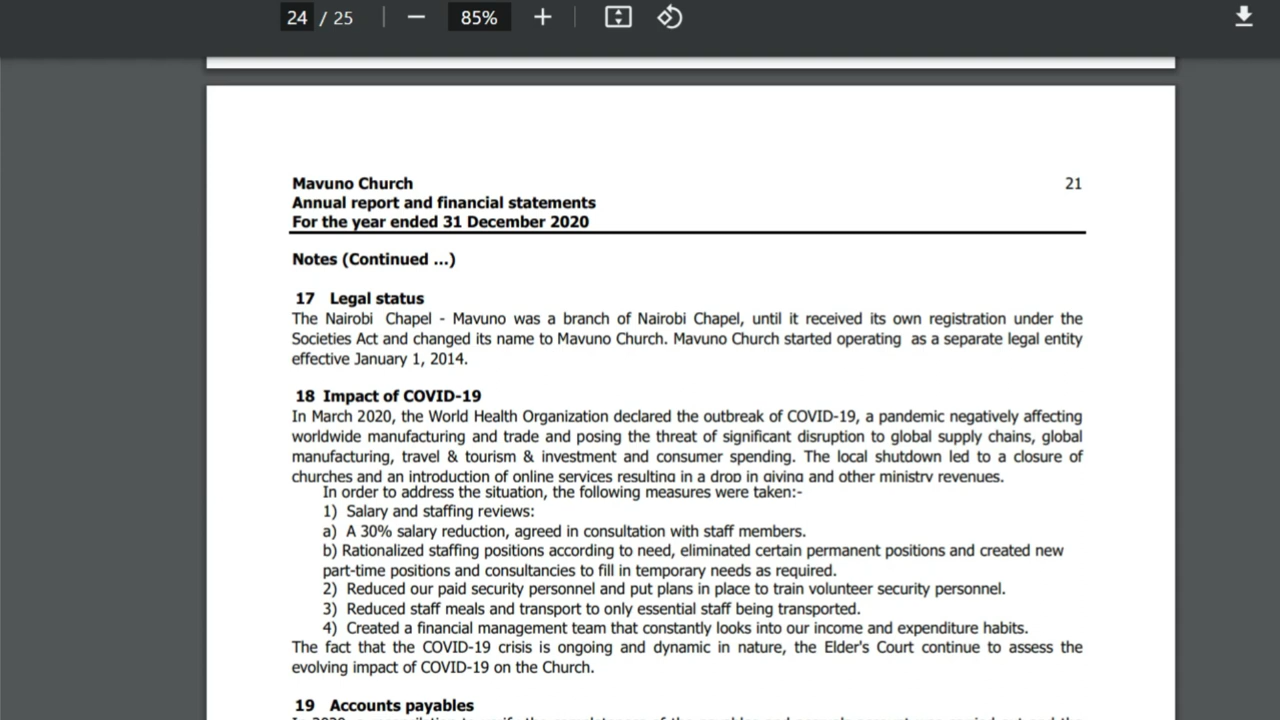 24 / 25 85%
Mavuno Church 21
Annual report and financial statements
For the year ended 31 December 2020
Notes (Continued ...)
17 Legal status
The Nairobi Chapel - Mavuno was a branch of Nairobi Chapel, until it received its own registration under the
Societies Act and changed its name to Mavuno Church. Mavuno Church started operating as a separate legal entity
effective January 1, 2014.
18 Impact of COVID-19
In March 2020, the World Health Organization declared the outbreak of COVID-19, a pandemic negatively affecting
worldwide manufacturing and trade and posing the threat of significant disruption to global supply chains, global
manufacturing, travel & tourism & investment and consumer spending. The local shutdown led to a closure of
churches and an introduction of online services resulting in a drop in giving and other ministry revenues.
In order to address the situation, the following measures were taken:-
1) Salary and staffing reviews:
a) A 30% salary reduction, agreed in consultation with staff members.
b) Rationalized staffing positions according to need, eliminated certain permanent positions and created new
part-time positions and consultancies to fill in temporary needs as required.
2) Reduced our paid security personnel and put plans in place to train volunteer security personnel.
3) Reduced staff meals and transport to only essential staff being transported.
4) Created a financial management team that constantly looks into our income and expenditure habits.
The fact that the COVID-19 crisis is ongoing and dynamic in nature, the Elder's Court continue to assess the
evolving impact of COVID-19 on the Church.
19 Accounts payables